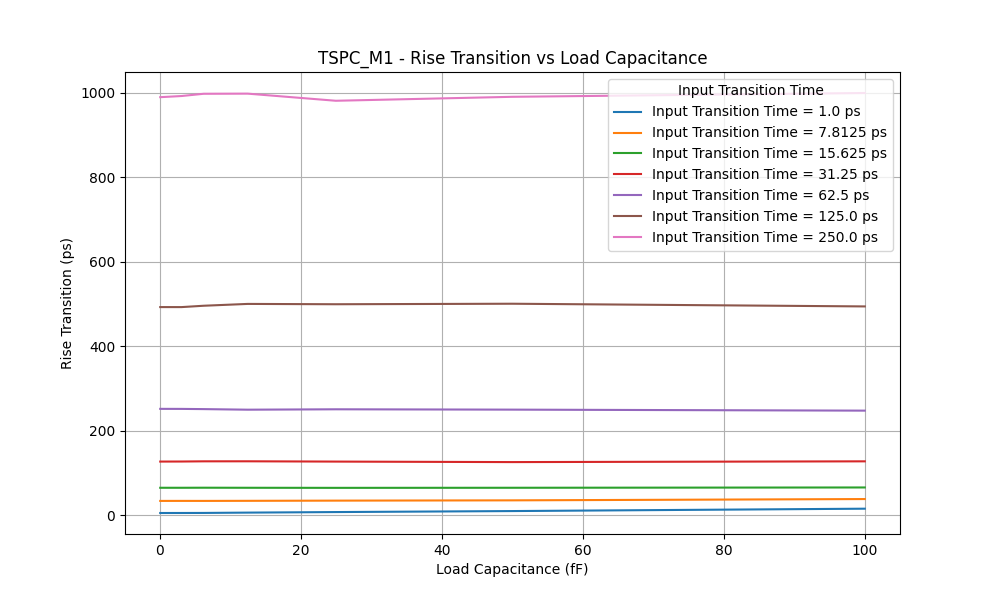 TSPC_M1 - Rise Transition vs Load Capacitance
1000
800
600
400
200
0
Rise Transition (ps)
Input Transition Time
Input Transition Time = 1.0 ps
Input Transition Time = 7.8125 ps
Input Transition Time = 15.625 ps
Input Transition Time = 31.25 ps
Input Transition Time = 62.5 ps
Input Transition Time = 125.0 ps
Input Transition Time = 250.0 ps
0 20 40 60 80 100
Load Capacitance (fF)